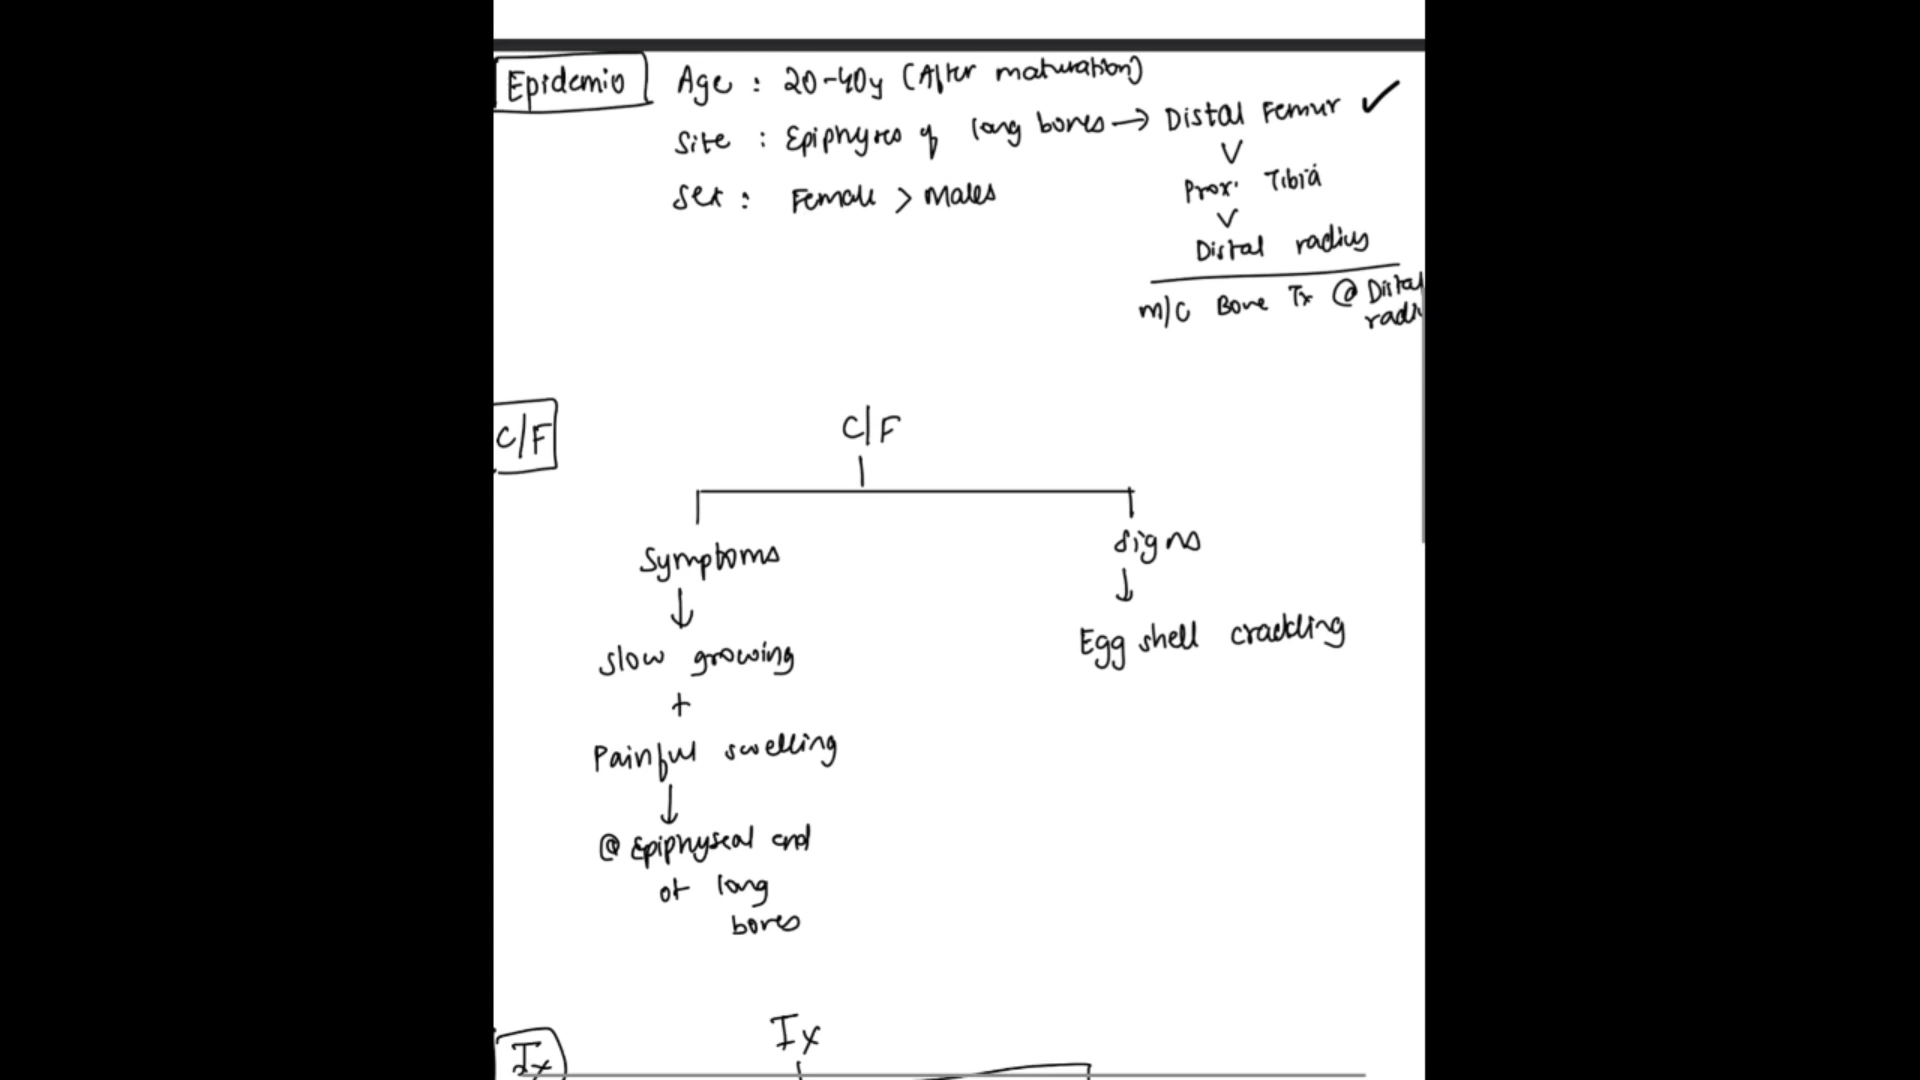 Epidemio
Age : 20-40y (After maturation)
Site : Epiphyses of long bones → Distal Femur ✓
>
Prox. Tibia
>
Distal radius
Sex : Female > Males
m/c Bone Tx @ Distal
radi
C/F
C/F
Symptoms
↓
Slow growing
+
Painful swelling
↓
@ Epiphyseal end
of long
bones
Signs
↓
Egg shell crackling
Ix
Ix